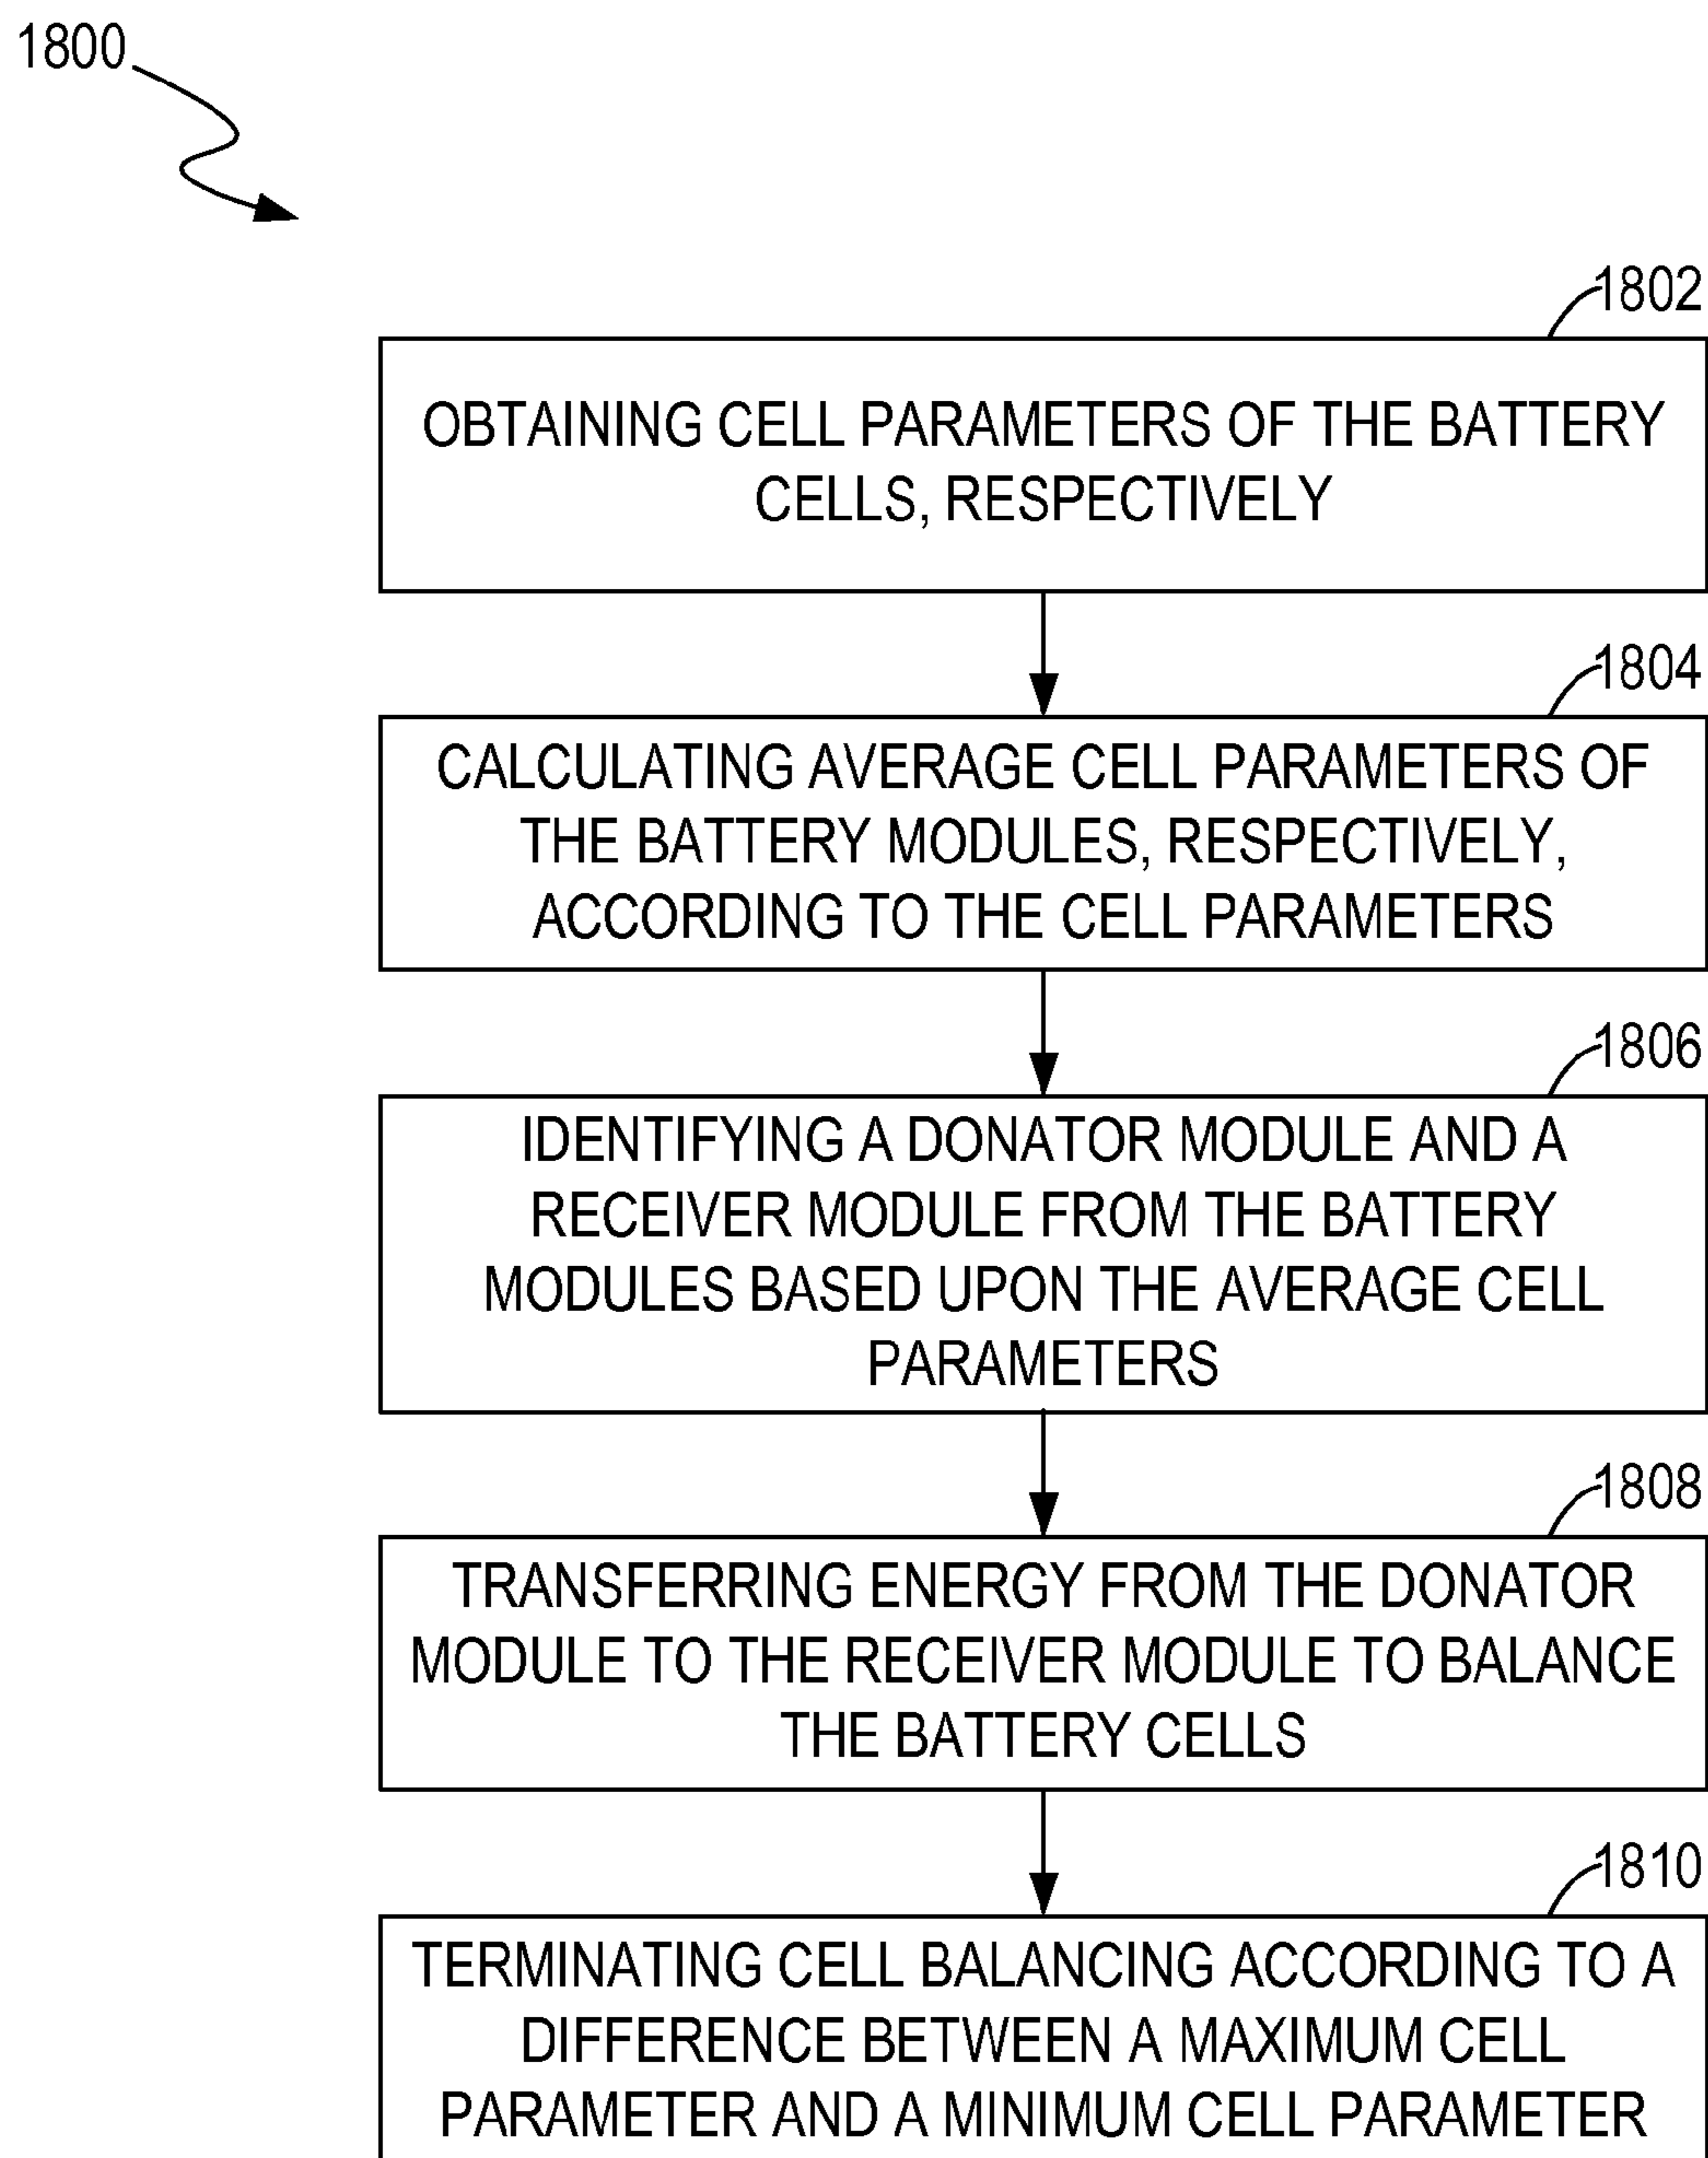 1800
1802
OBTAINING CELL PARAMETERS OF THE BATTERY
CELLS, RESPECTIVELY
1804
CALCULATING AVERAGE CELL PARAMETERS OF
THE BATTERY MODULES, RESPECTIVELY,
ACCORDING TO THE CELL PARAMETERS
1806
IDENTIFYING A DONATOR MODULE AND A
RECEIVER MODULE FROM THE BATTERY
MODULES BASED UPON THE AVERAGE CELL
PARAMETERS
1808
TRANSFERRING ENERGY FROM THE DONATOR
MODULE TO THE RECEIVER MODULE TO BALANCE
THE BATTERY CELLS
1810
TERMINATING CELL BALANCING ACCORDING TO A
DIFFERENCE BETWEEN A MAXIMUM CELL
PARAMETER AND A MINIMUM CELL PARAMETER